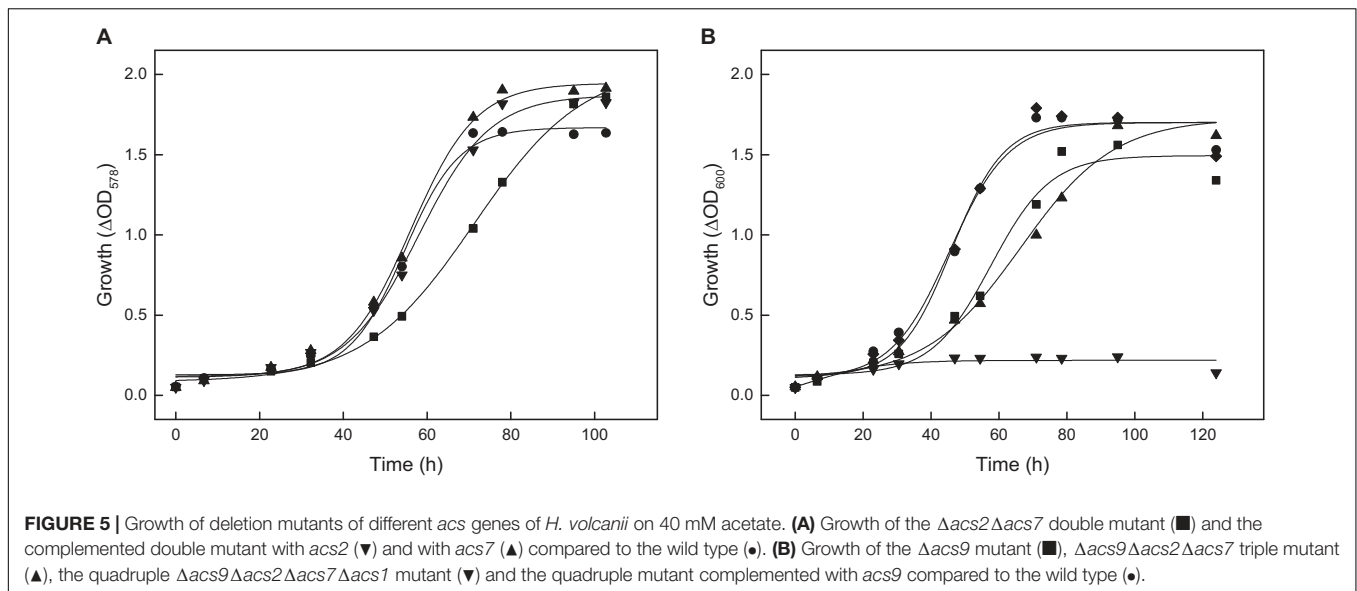 A
Growth (ΔOD578)
2.0
1.5
1.0
0.5
0.0
0 20 40 60 80 100
Time (h)
B
Growth (ΔOD600)
2.0
1.5
1.0
0.5
0.0
0 20 40 60 80 100 120
Time (h)
FIGURE 5 | Growth of deletion mutants of different acs genes of H. volcanii on 40 mM acetate. (A) Growth of the Δacs2Δacs7 double mutant (■) and the
complemented double mutant with acs2 (▼) and with acs7 (▲) compared to the wild type (●). (B) Growth of the Δacs9 mutant (■), Δacs9Δacs2Δacs7 triple mutant
(▲), the quadruple Δacs9Δacs2Δacs7Δacs1 mutant (▼) and the quadruple mutant complemented with acs9 compared to the wild type (●).